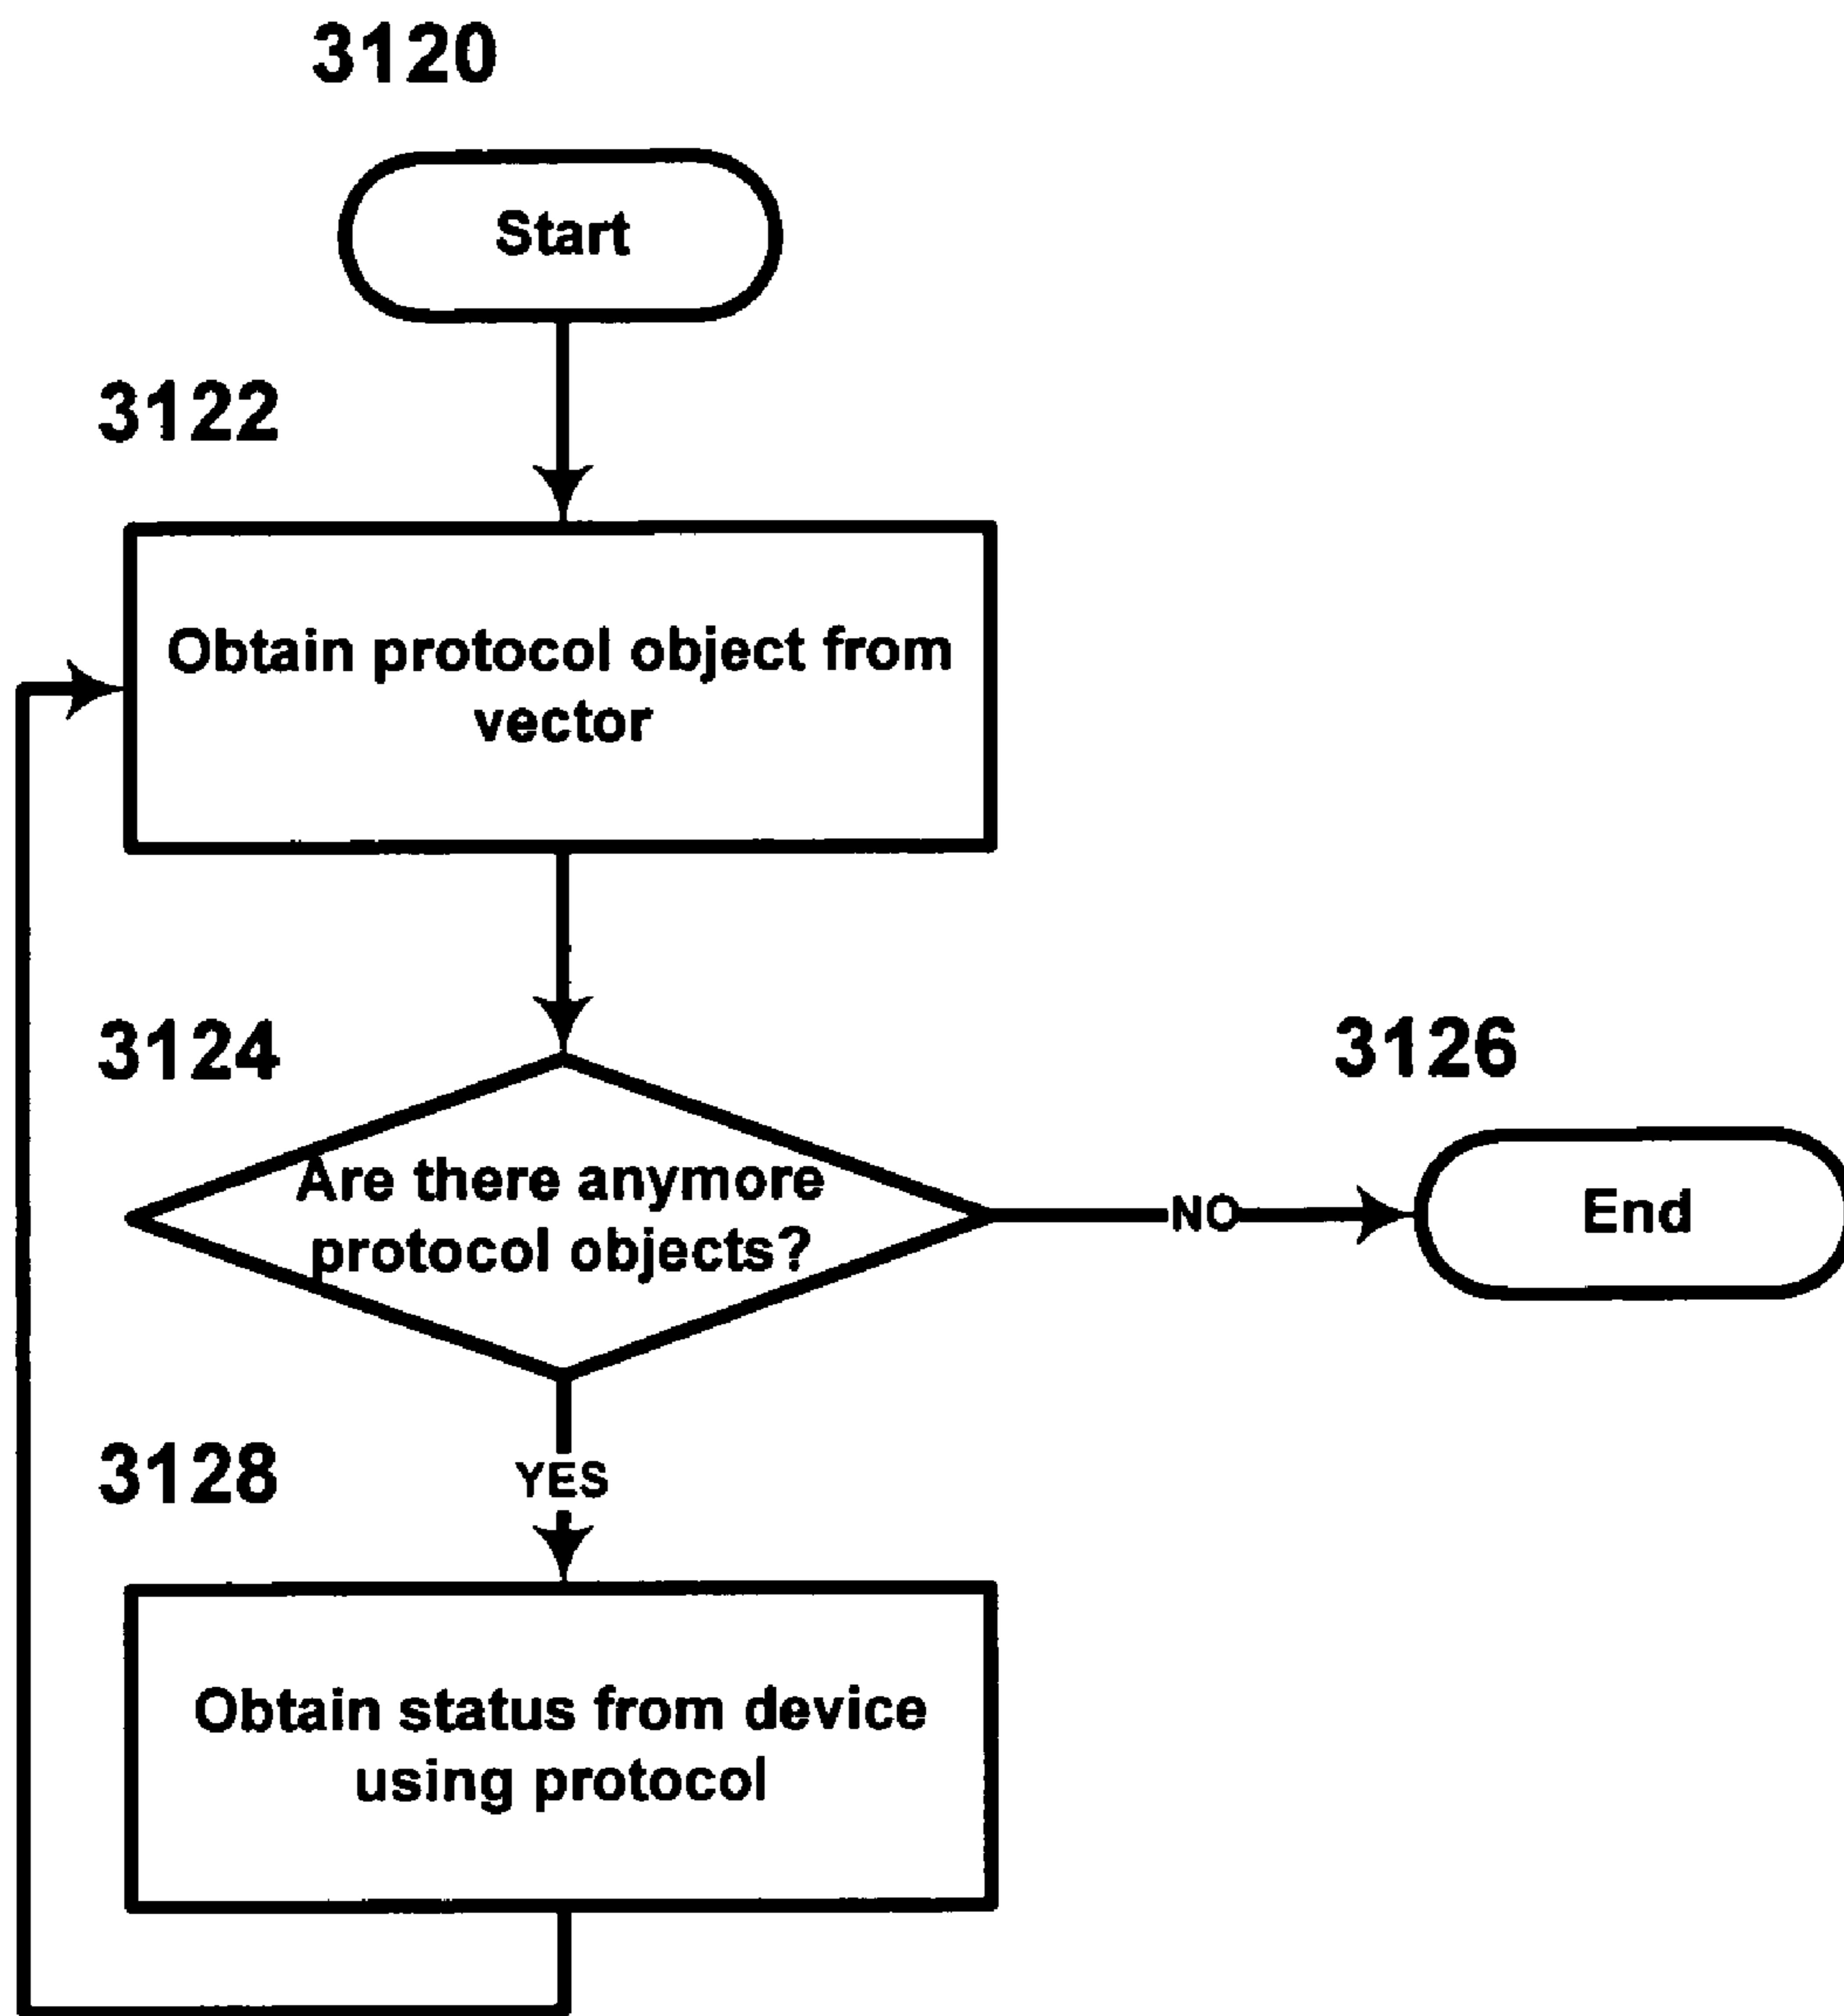 3120
Start
3122
Obtain protocol object from
vector
3124
Are there anymore
protocol objects?
NO
3126
End
3128
YES
Obtain status from device
using protocol